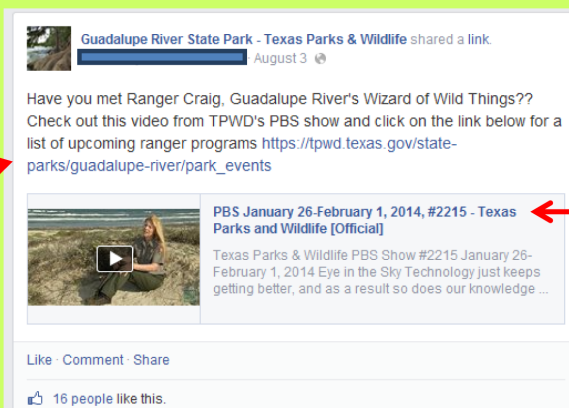 Guadalupe River State Park - Texas Parks & Wildlife shared a link.
August 3
Have you met Ranger Craig, Guadalupe River's Wizard of Wild Things??
Check out this video from TPWD's PBS show and click on the link below for a
list of upcoming ranger programs https://tpwd.texas.gov/state-
parks/guadalupe-river/park_events
PBS January 26-February 1, 2014, #2215 - Texas
Parks and Wildlife [Official]
Texas Parks & Wildlife PBS Show #2215 January 26-
February 1, 2014 Eye in the Sky Technology just keeps
getting better, and as a result so does our knowledge ...
Like · Comment · Share
16 people like this.